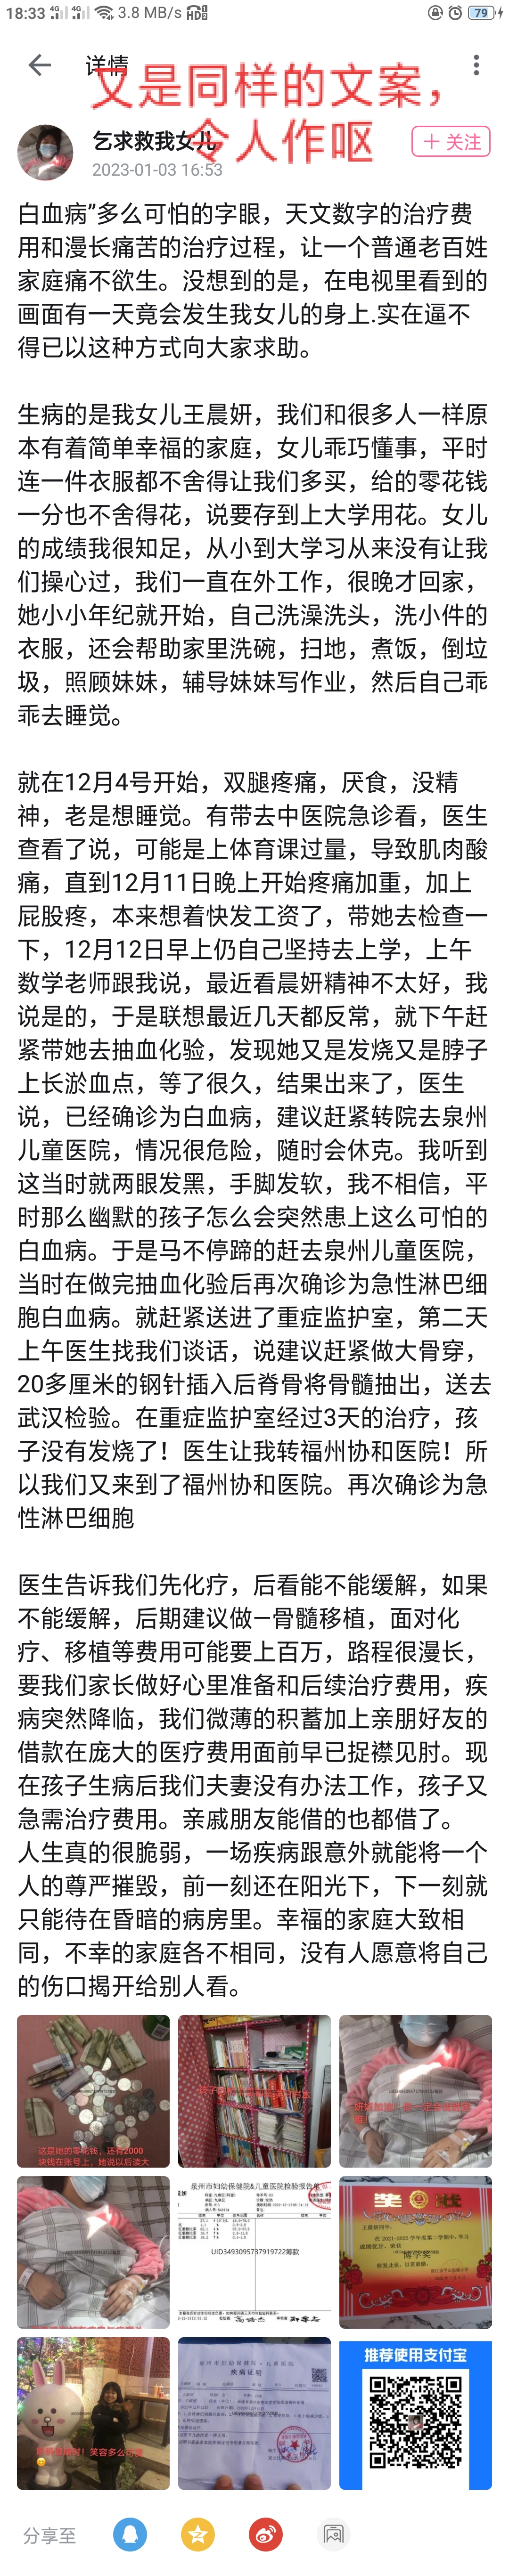 18:33
3.8 MB/s
HD
79
详情
又是同样的文案，
令人作呕
乞求救我女儿
2023-01-03 16:53
+ 关注
白血病”多么可怕的字眼，天文数字的治疗费
用和漫长痛苦的治疗过程，让一个普通老百姓
家庭痛不欲生。没想到的是，在电视里看到的
画面有一天竟会发生我女儿的身上.实在逼不
得已以这种方式向大家求助。
生病的是我女儿王晨妍，我们和很多人一样原
本有着简单幸福的家庭，女儿乖巧懂事，平时
连一件衣服都不舍得让我们多买，给的零花钱
一分也不舍得花，说要存到上大学用花。女儿
的成绩我很知足，从小到大学习从来没有让我
们操心过，我们一直在外工作，很晚才回家，
她小小年纪就开始，自己洗澡洗头，洗小件的
衣服，还会帮助家里洗碗，扫地，煮饭，倒垃
圾，照顾妹妹，辅导妹妹写作业，然后自己乖
乖去睡觉。
就在12月4号开始，双腿疼痛，厌食，没精
神，老是想睡觉。有带去中医院急诊看，医生
查看了说，可能是上体育课过量，导致肌肉酸
痛，直到12月11日晚上开始疼痛加重，加上
屁股疼，本来想着快发工资了，带她去检查一
下，12月12日早上仍自己坚持去上学，上午
数学老师跟我说，最近看晨妍精神不太好，我
说是的，于是联想最近几天都反常，就下午赶
紧带她去抽血化验，发现她又是发烧又是脖子
上长淤血点，等了很久，结果出来了，医生
说，已经确诊为白血病，建议赶紧转院去泉州
儿童医院，情况很危险，随时会休克。我听到
这当时就两眼发黑，手脚发软，我不相信，平
时那么幽默的孩子怎么会突然患上这么可怕的
白血病。于是马不停蹄的赶去泉州儿童医院，
当时在做完抽血化验后再次确诊为急性淋巴细
胞白血病。就赶紧送进了重症监护室，第二天
上午医生找我们谈话，说建议赶紧做大骨穿，
20多厘米的钢针插入后脊骨将骨髓抽出，送去
武汉检验。在重症监护室经过3天的治疗，孩
子没有发烧了！医生让我转福州协和医院！所
以我们又来到了福州协和医院。再次确诊为急
性淋巴细胞
医生告诉我们先化疗，后看能不能缓解，如果
不能缓解，后期建议做—骨髓移植，面对化
疗、移植等费用可能要上百万，路程很漫长，
要我们家长做好心里准备和后续治疗费用，疾
病突然降临，我们微薄的积蓄加上亲朋好友的
借款在庞大的医疗费用面前早已捉襟见肘。现
在孩子生病后我们夫妻没有办法工作，孩子又
急需治疗费用。亲戚朋友能借的也都借了。
人生真的很脆弱，一场疾病跟意外就能将一个
人的尊严摧毁，前一刻还在阳光下，下一刻就
只能待在昏暗的病房里。幸福的家庭大致相
同，不幸的家庭各不相同，没有人愿意将自己
的伤口揭开给别人看。
这是她的零花钱，还有2000
块钱在账号上，她说以后读大
泉州市妇幼保健院&儿童医院检验报告单
UID3493095737919722筹款
奖
状
博学奖
笑容多么
疾病证明
推荐使用支付宝
分享至